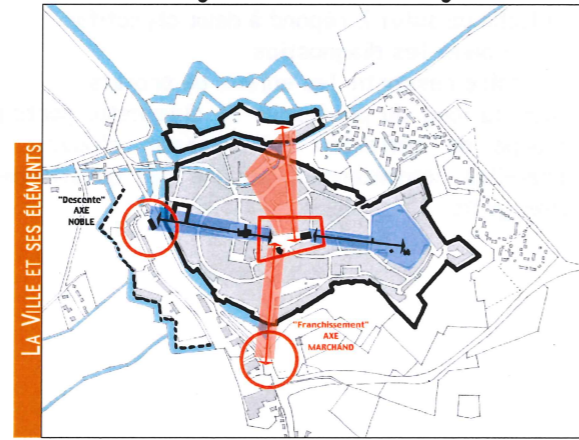 LA VILLE ET SES ÉLÉMENTS
"Descente"
AXE
NOBLE
"Franchissement"
AXE
MARCHAND